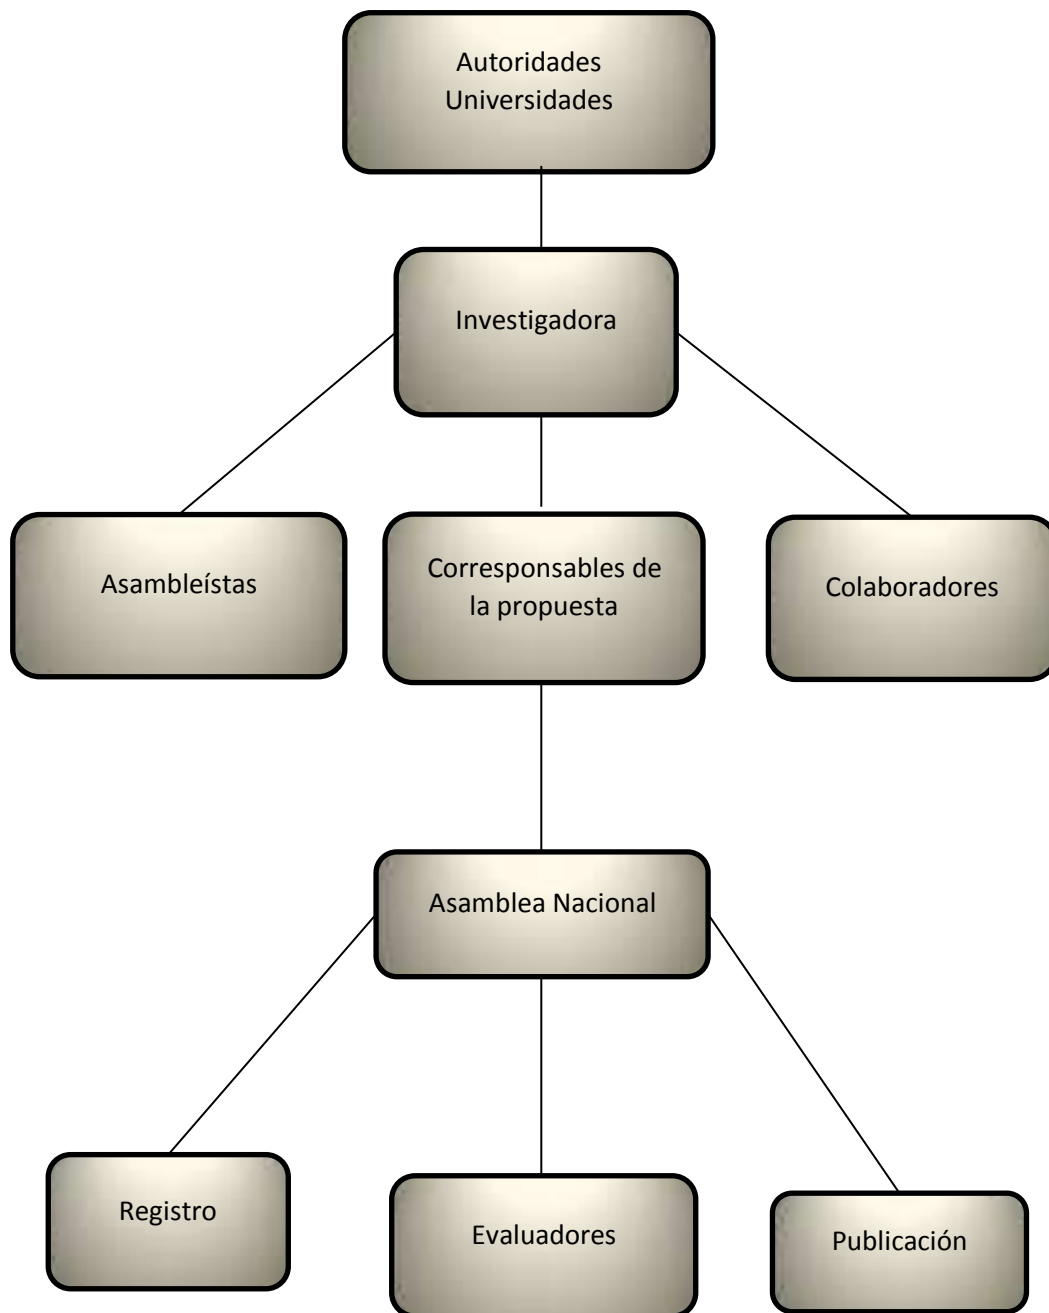 Autoridades
Universidades
Investigadora
Asambleístas
Corresponsables de
la propuesta
Colaboradores
Asamblea Nacional
Registro
Evaluadores
Publicación